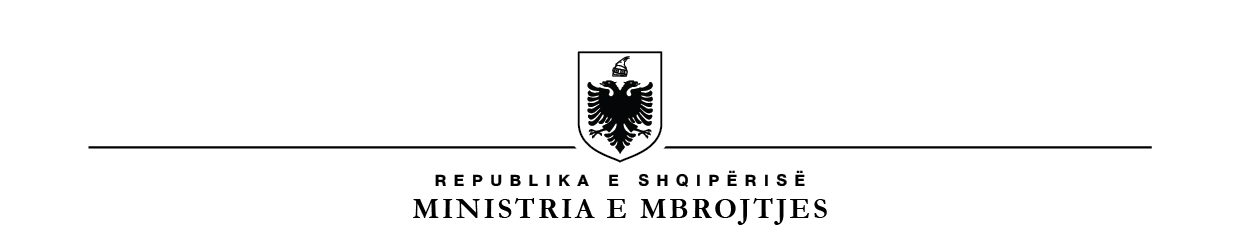 REPUBLIKA E SHQIPËRISË
MINISTRIA E MBROJTJES